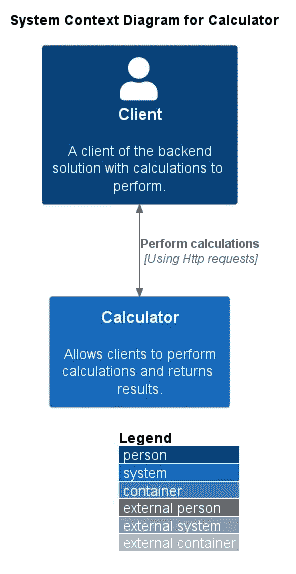 System Context Diagram for Calculator
Client
A client of the backend
solution with calculations to
perform.
Perform calculations
[Using Http requests]
Calculator
Allows clients to perform
calculations and returns
results.
Legend
person
system
container
external person
external system
external container